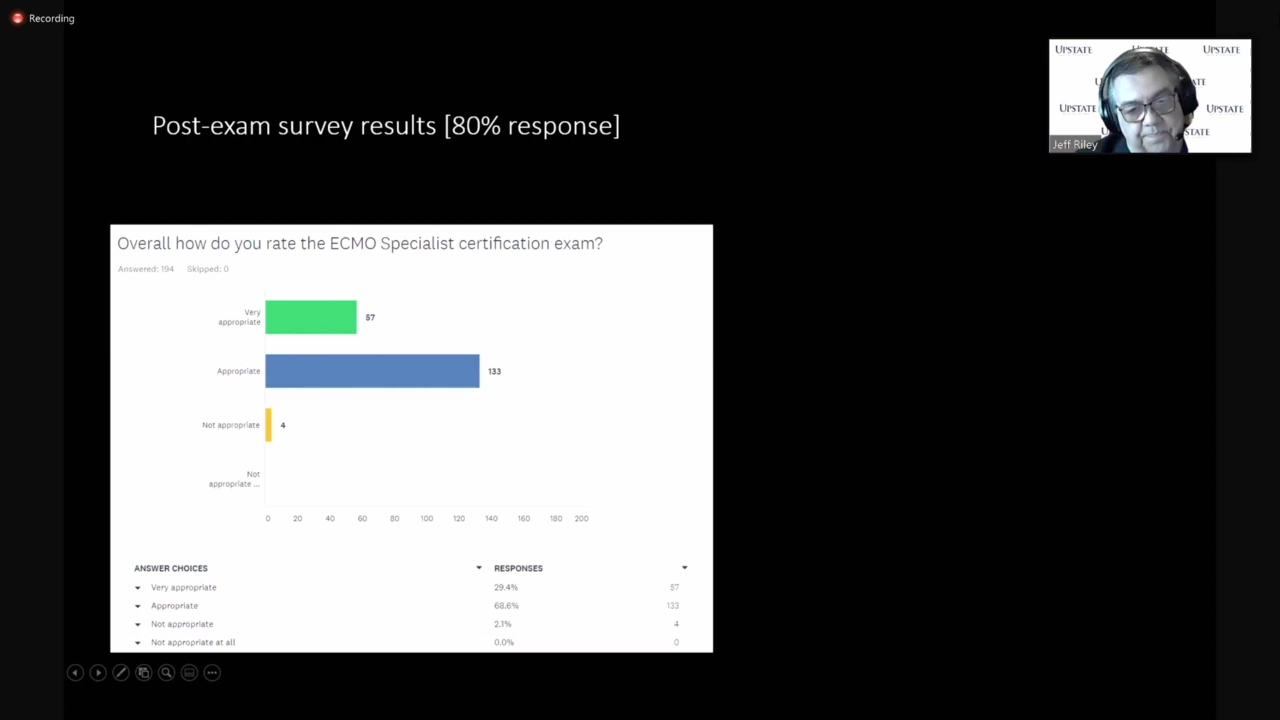 Recording
UPSTATE UPSTATE UPSTATE
UPSTATE UPSTATE
Jeff Riley
Post-exam survey results [80% response]
Overall how do you rate the ECMO Specialist certification exam?
Answered: 194 Skipped: 0
Very
appropriate
57
Appropriate
133
Not appropriate
4
Not
appropriate ...
0 20 40 60 80 100 120 140 160 180 200
ANSWER CHOICES RESPONSES
Very appropriate 29.4% 57
Appropriate 68.6% 133
Not appropriate 2.1% 4
Not appropriate at all 0.0% 0